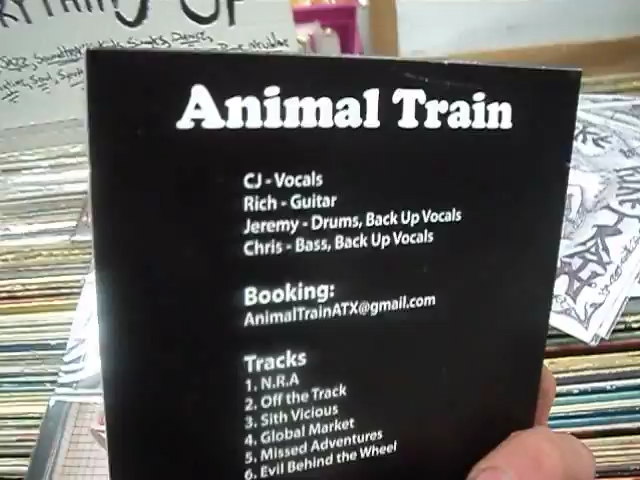 Animal Train
CJ - Vocals
Rich - Guitar
Jeremy - Drums, Back Up Vocals
Chris - Bass, Back Up Vocals
Booking:
AnimalTrainATX@gmail.com
Tracks
1. N.R.A
2. Off the Track
3. Sith Vicious
4. Global Market
5. Missed Adventures
6. Evil Behind the Wheel